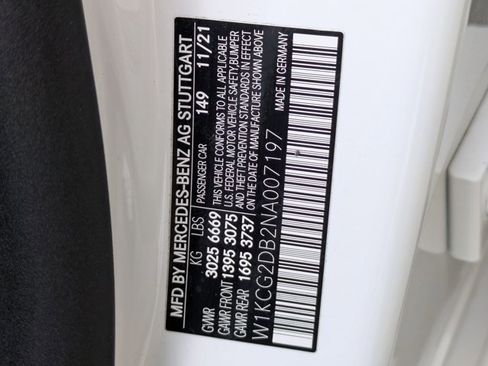 MFD BY MERCEDES-BENZ AG STUTTGART
KG LBS PASSENGER CAR 149 11/21
GVWR 3025 6669 THIS VEHICLE CONFORMS TO ALL APPLICABLE
GAWR FRONT 1395 3075 U.S. FEDERAL MOTOR VEHICLE SAFETY,BUMPER
GAWR REAR 1695 3737 AND THEFT PREVENTION STANDARDS IN EFFECT
ON THE DATE OF MANUFACTURE SHOWN ABOVE
W1KCG2DB2NA007197 MADE IN GERMANY